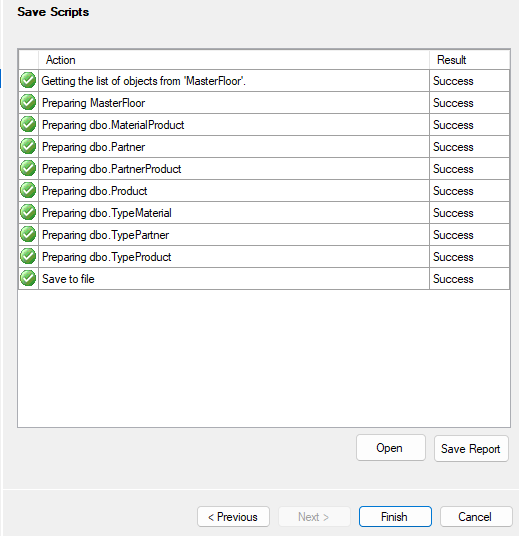 Save Scripts
Action Result
Getting the list of objects from 'MasterFloor'. Success
Preparing MasterFloor Success
Preparing dbo.MaterialProduct Success
Preparing dbo.Partner Success
Preparing dbo.PartnerProduct Success
Preparing dbo.Product Success
Preparing dbo.TypeMaterial Success
Preparing dbo.TypePartner Success
Preparing dbo.TypeProduct Success
Save to file Success
Open Save Report
< Previous Next > Finish Cancel